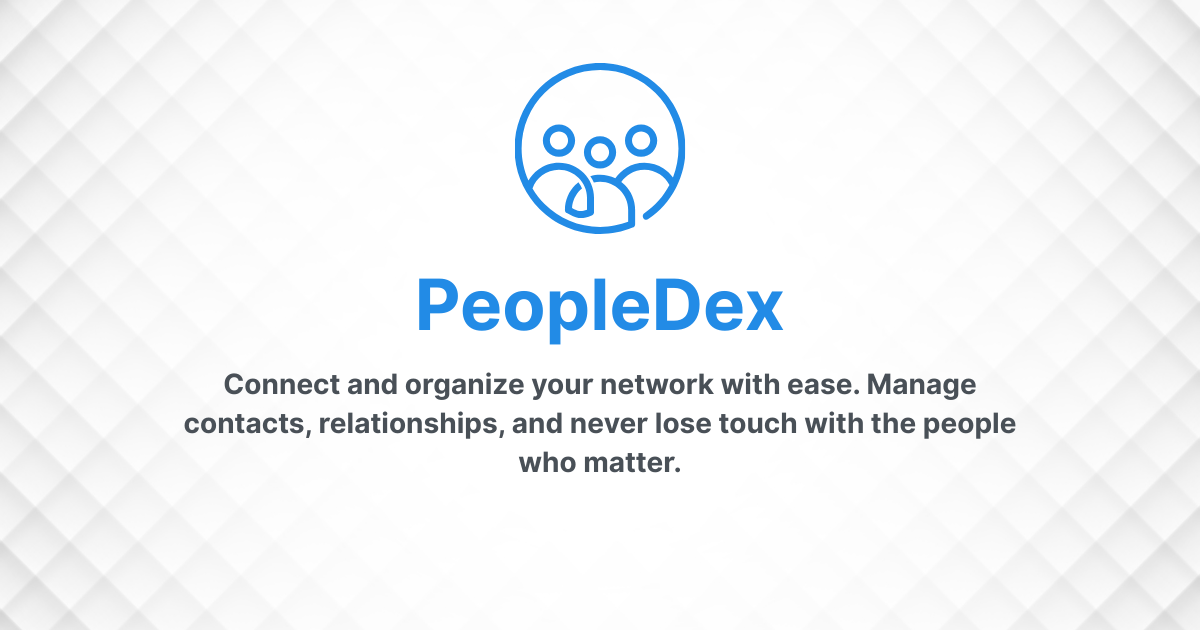 PeopleDex
Connect and organize your network with ease. Manage
contacts, relationships, and never lose touch with the people
who matter.